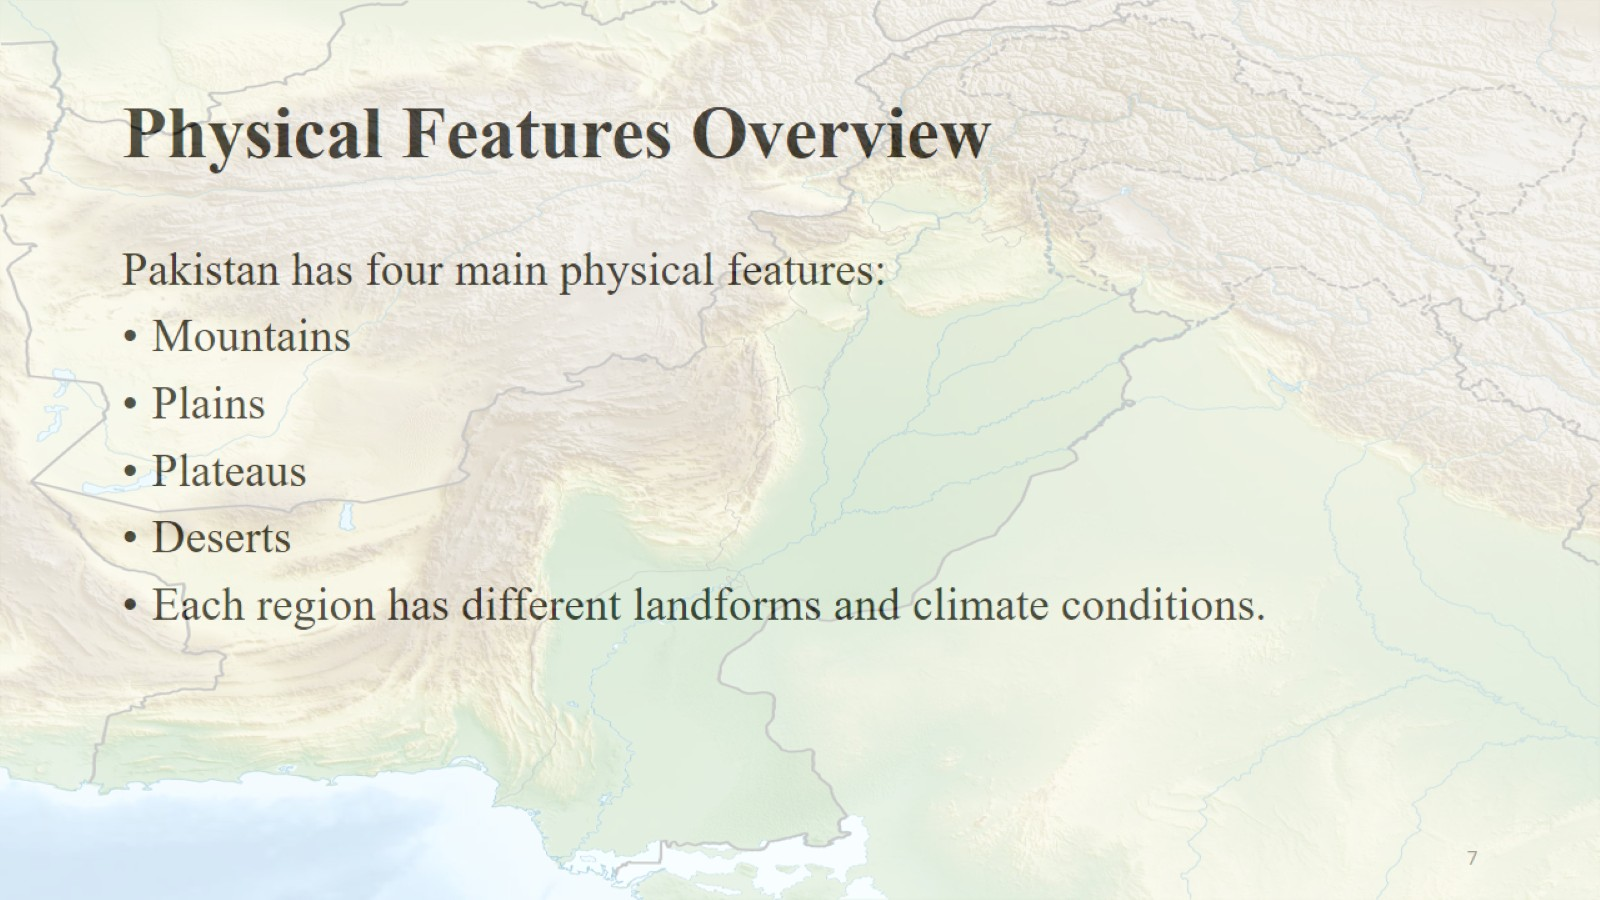 Physical Features Overview
Pakistan has four main physical features:
• Mountains
• Plains
• Plateaus
• Deserts
• Each region has different landforms and climate conditions.
7